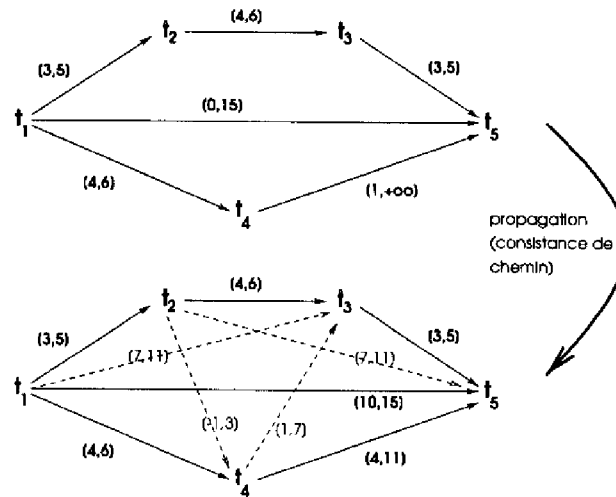 (4,6)
t2
t3
(3,5)
(3,5)
(0,15)
t1
t5
(4,6)
(1,+oo)
t4
propagation
(consistance de
chemin)
(4,6)
t2
t3
(3,5)
(3,5)
(7,11)
(7,11)
t1
t5
(10,15)
(-1,3)
(1,7)
(4,6)
(4,11)
t4